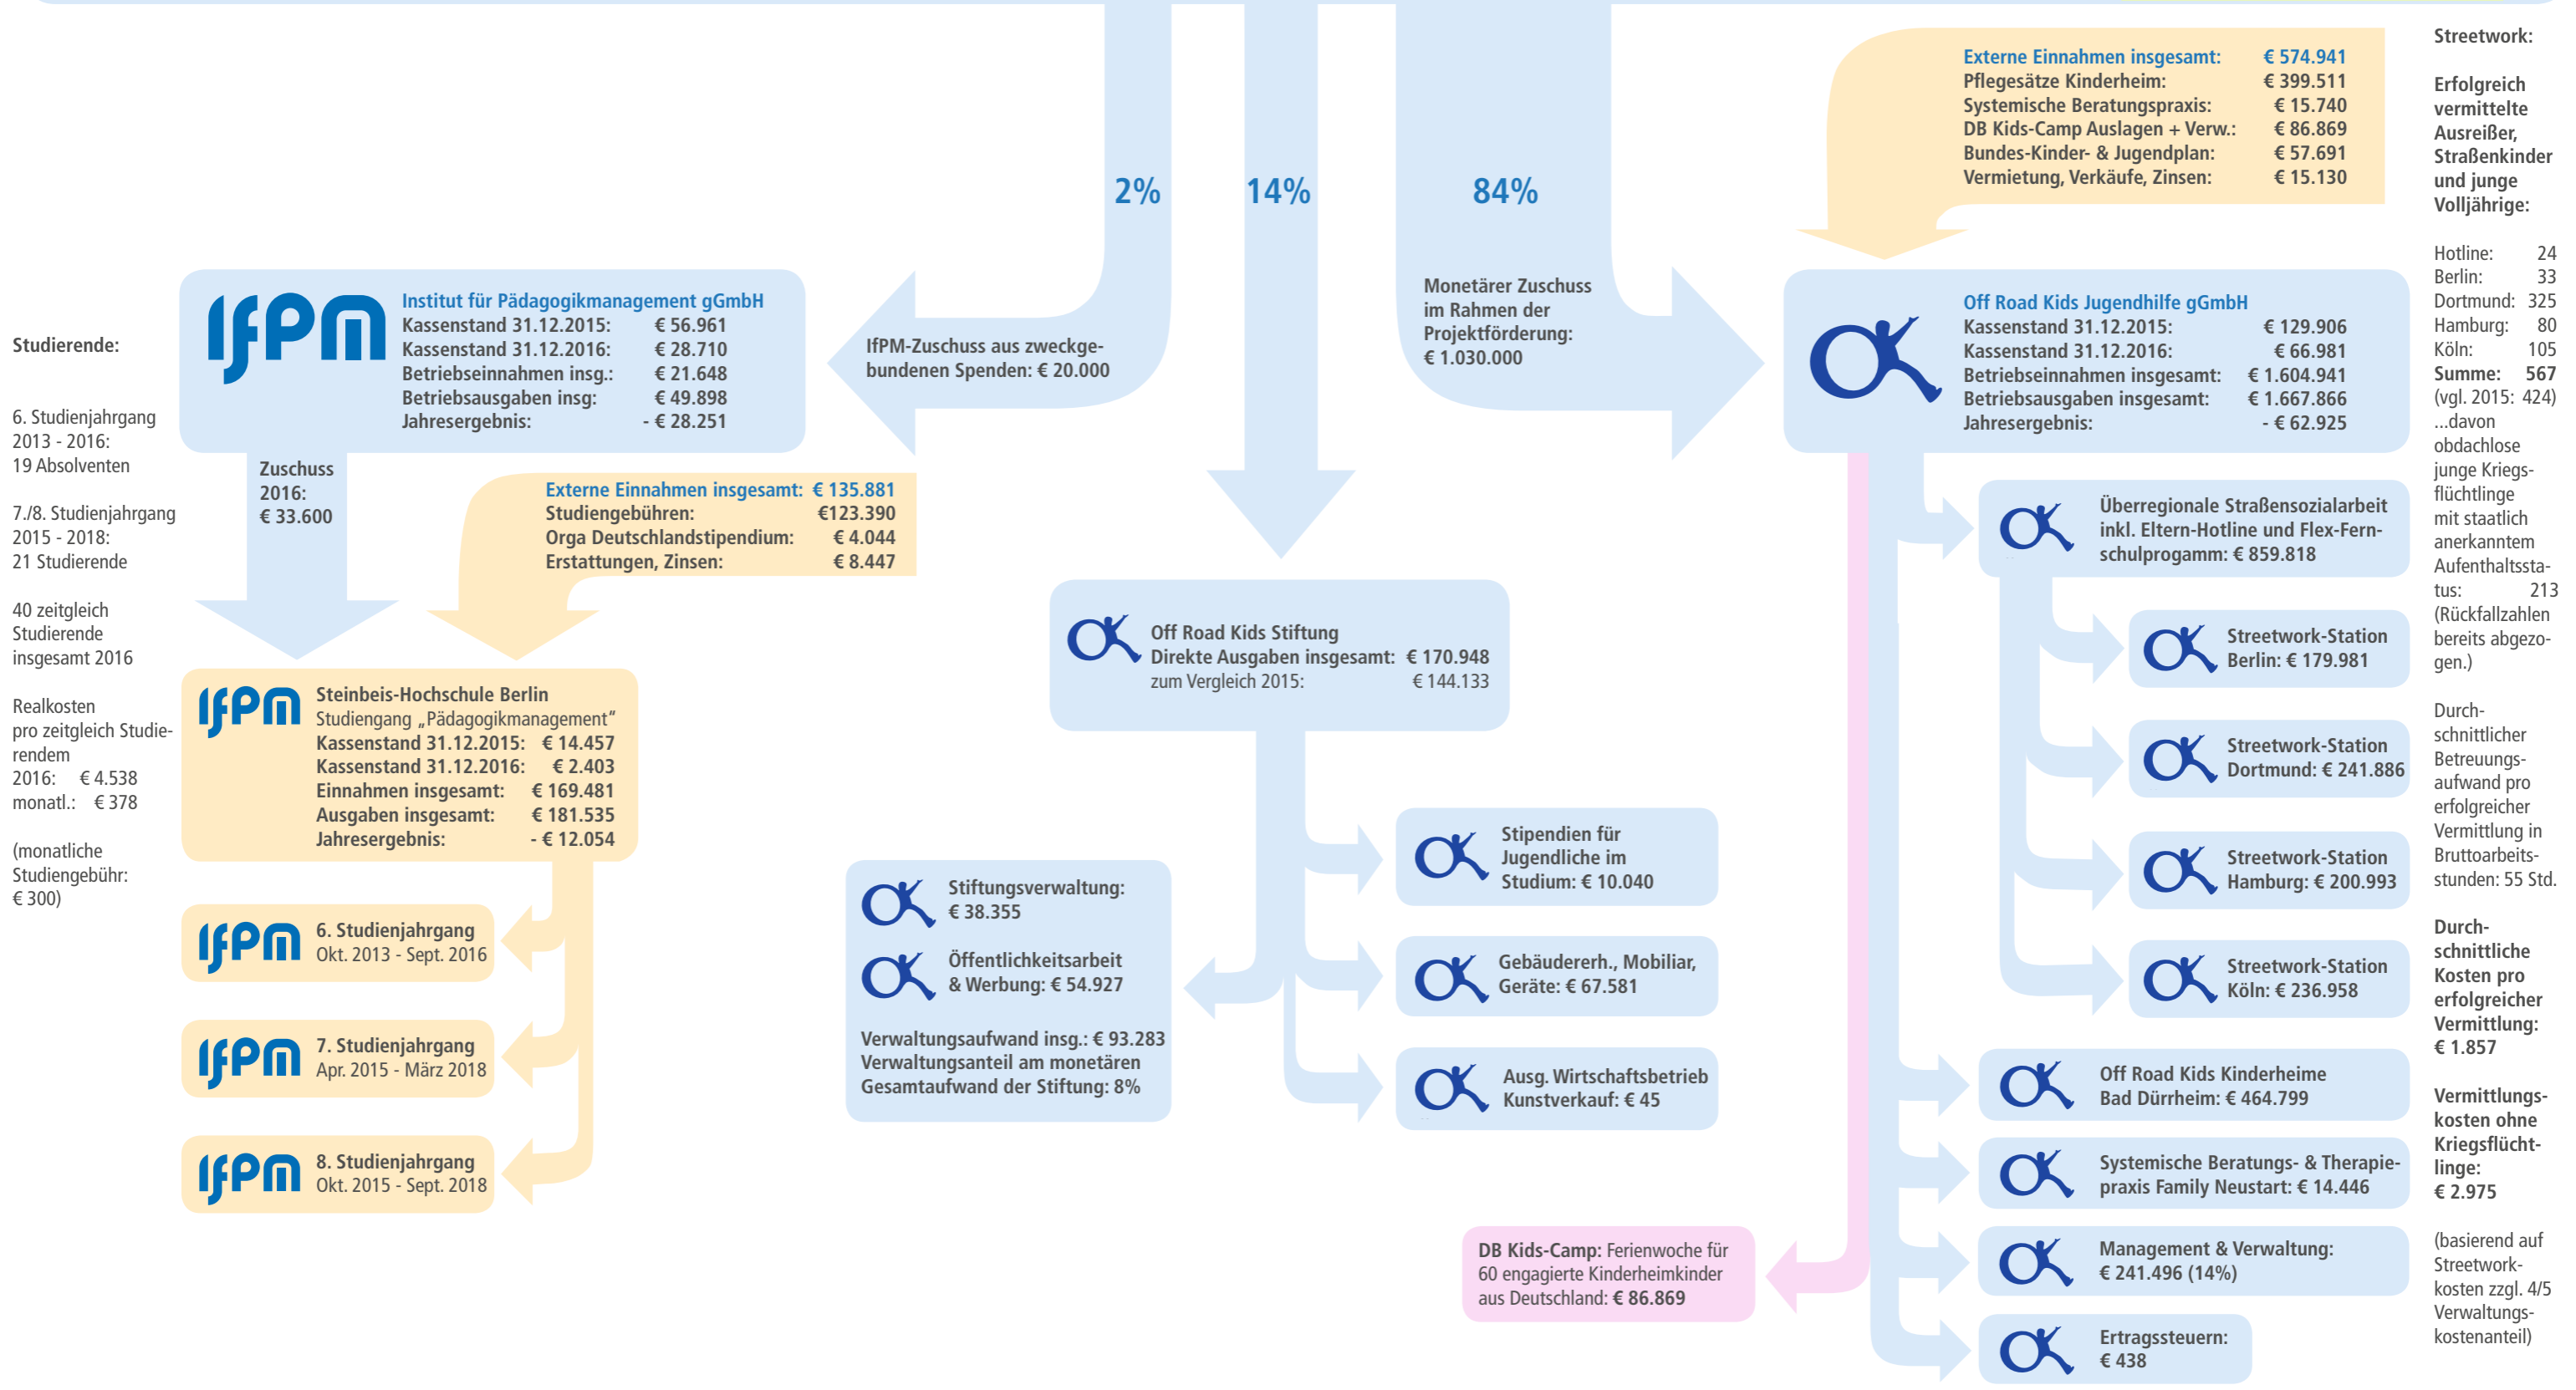 2%
14%
84%
Externe Einnahmen insgesamt: € 574.941
Pflegesätze Kinderheim: € 399.511
Systemische Beratungspraxis: € 15.740
DB Kids-Camp Auslagen + Verw.: € 86.869
Bundes-Kinder- & Jugendplan: € 57.691
Vermietung, Verkäufe, Zinsen: € 15.130
Studierende:
6. Studienjahrgang
2013 - 2016:
19 Absolventen
7./8. Studienjahrgang
2015 - 2018:
21 Studierende
40 zeitgleich
Studierende
insgesamt 2016
Realkosten
pro zeitgleich Studie-
rendem
2016: € 4.538
monatl.: € 378
(monatliche
Studiengebühr:
€ 300)
IfPM
Institut für Pädagogikmanagement gGmbH
Kassenstand 31.12.2015: € 56.961
Kassenstand 31.12.2016: € 28.710
Betriebseinnahmen insg.: € 21.648
Betriebsausgaben insg: € 49.898
Jahresergebnis: - € 28.251
IfPM-Zuschuss aus zweckge-
bundenen Spenden: € 20.000
Monetärer Zuschuss
im Rahmen der
Projektförderung:
€ 1.030.000
Off Road Kids Jugendhilfe gGmbH
Kassenstand 31.12.2015: € 129.906
Kassenstand 31.12.2016: € 66.981
Betriebseinnahmen insgesamt: € 1.604.941
Betriebsausgaben insgesamt: € 1.667.866
Jahresergebnis: - € 62.925
Zuschuss
2016:
€ 33.600
Externe Einnahmen insgesamt: € 135.881
Studiengebühren: €123.390
Orga Deutschlandstipendium: € 4.044
Erstattungen, Zinsen: € 8.447
IfPM
Steinbeis-Hochschule Berlin
Studiengang „Pädagogikmanagement“
Kassenstand 31.12.2015: € 14.457
Kassenstand 31.12.2016: € 2.403
Einnahmen insgesamt: € 169.481
Ausgaben insgesamt: € 181.535
Jahresergebnis: - € 12.054
IfPM
6. Studienjahrgang
Okt. 2013 - Sept. 2016
IfPM
7. Studienjahrgang
Apr. 2015 - März 2018
IfPM
8. Studienjahrgang
Okt. 2015 - Sept. 2018
Off Road Kids Stiftung
Direkte Ausgaben insgesamt: € 170.948
zum Vergleich 2015: € 144.133
Stiftungsverwaltung:
€ 38.355
Öffentlichkeitsarbeit
& Werbung: € 54.927
Verwaltungsaufwand insg.: € 93.283
Verwaltungsanteil am monetären
Gesamtaufwand der Stiftung: 8%
Stipendien für
Jugendliche im
Studium: € 10.040
Gebäudererh., Mobiliar,
Geräte: € 67.581
Ausg. Wirtschaftsbetrieb
Kunstverkauf: € 45
DB Kids-Camp: Ferienwoche für
60 engagierte Kinderheimkinder
aus Deutschland: € 86.869
Überregionale Straßensozialarbeit
inkl. Eltern-Hotline und Flex-Fern-
schulprogamm: € 859.818
Streetwork-Station
Berlin: € 179.981
Streetwork-Station
Dortmund: € 241.886
Streetwork-Station
Hamburg: € 200.993
Streetwork-Station
Köln: € 236.958
Off Road Kids Kinderheime
Bad Dürrheim: € 464.799
Systemische Beratungs- & Therapie-
praxis Family Neustart: € 14.446
Management & Verwaltung:
€ 241.496 (14%)
Ertragssteuern:
€ 438
Streetwork:
Erfolgreich
vermittelte
Ausreißer,
Straßenkinder
und junge
Volljährige:
Hotline: 24
Berlin: 33
Dortmund: 325
Hamburg: 80
Köln: 105
Summe: 567
(vgl. 2015: 424)
...davon
obdachlose
junge Kriegs-
flüchtlinge
mit staatlich
anerkanntem
Aufenthaltssta-
tus: 213
(Rückfallzahlen
bereits abgezo-
gen.)
Durch-
schnittlicher
Betreuungs-
aufwand pro
erfolgreicher
Vermittlung in
Bruttoarbeits-
stunden: 55 Std.
Durch-
schnittliche
Kosten pro
erfolgreicher
Vermittlung:
€ 1.857
Vermittlungs-
kosten ohne
Kriegsflücht-
linge:
€ 2.975
(basierend auf
Streetwork-
kosten zzgl. 4/5
Verwaltungs-
kostenanteil)